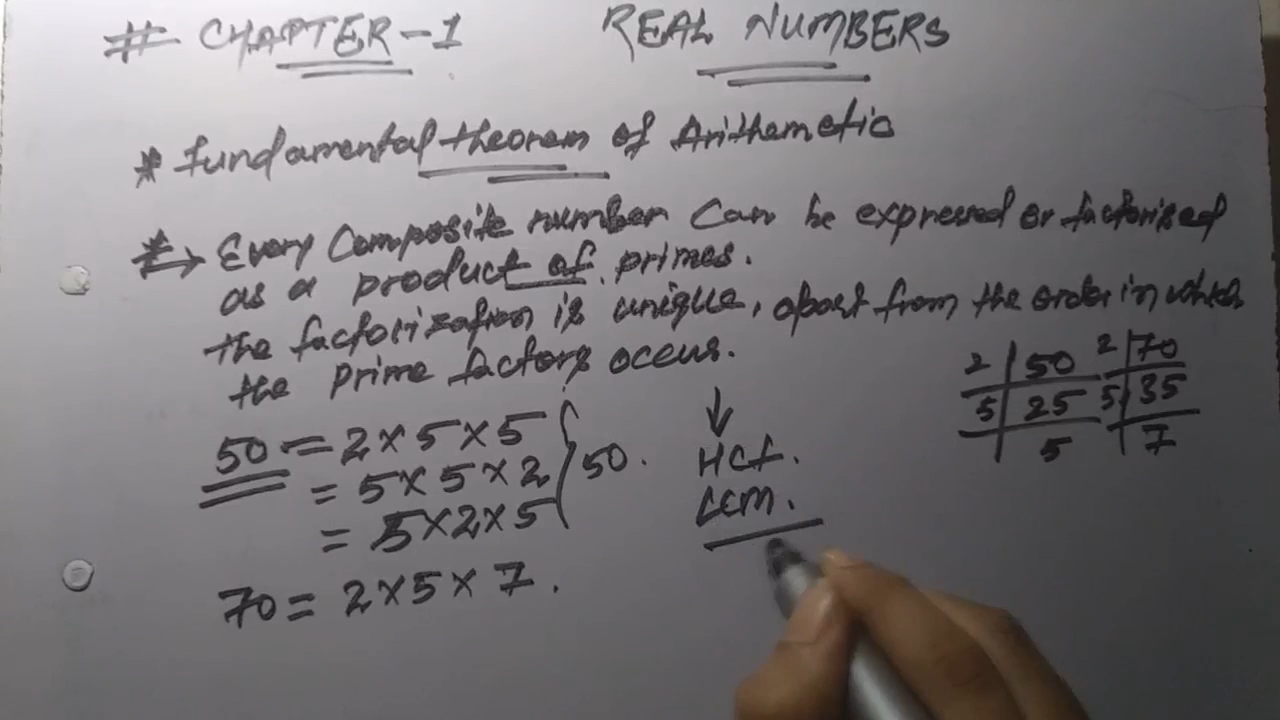 # CHAPTER-1 REAL NUMBERS
* Fundamental theorem of Arithemetic
*→ Every Composite number can be expressed or factorised
as a product of primes.
the factorization is unique, apart from the order in which
the prime factors occur.
50 = 2×5×5
= 5×5×2
= 5×2×5
50.
70 = 2×5×7.
↓
HCF.
LCM.
2 | 50
5 | 25
5
2 | 70
5 | 35
7